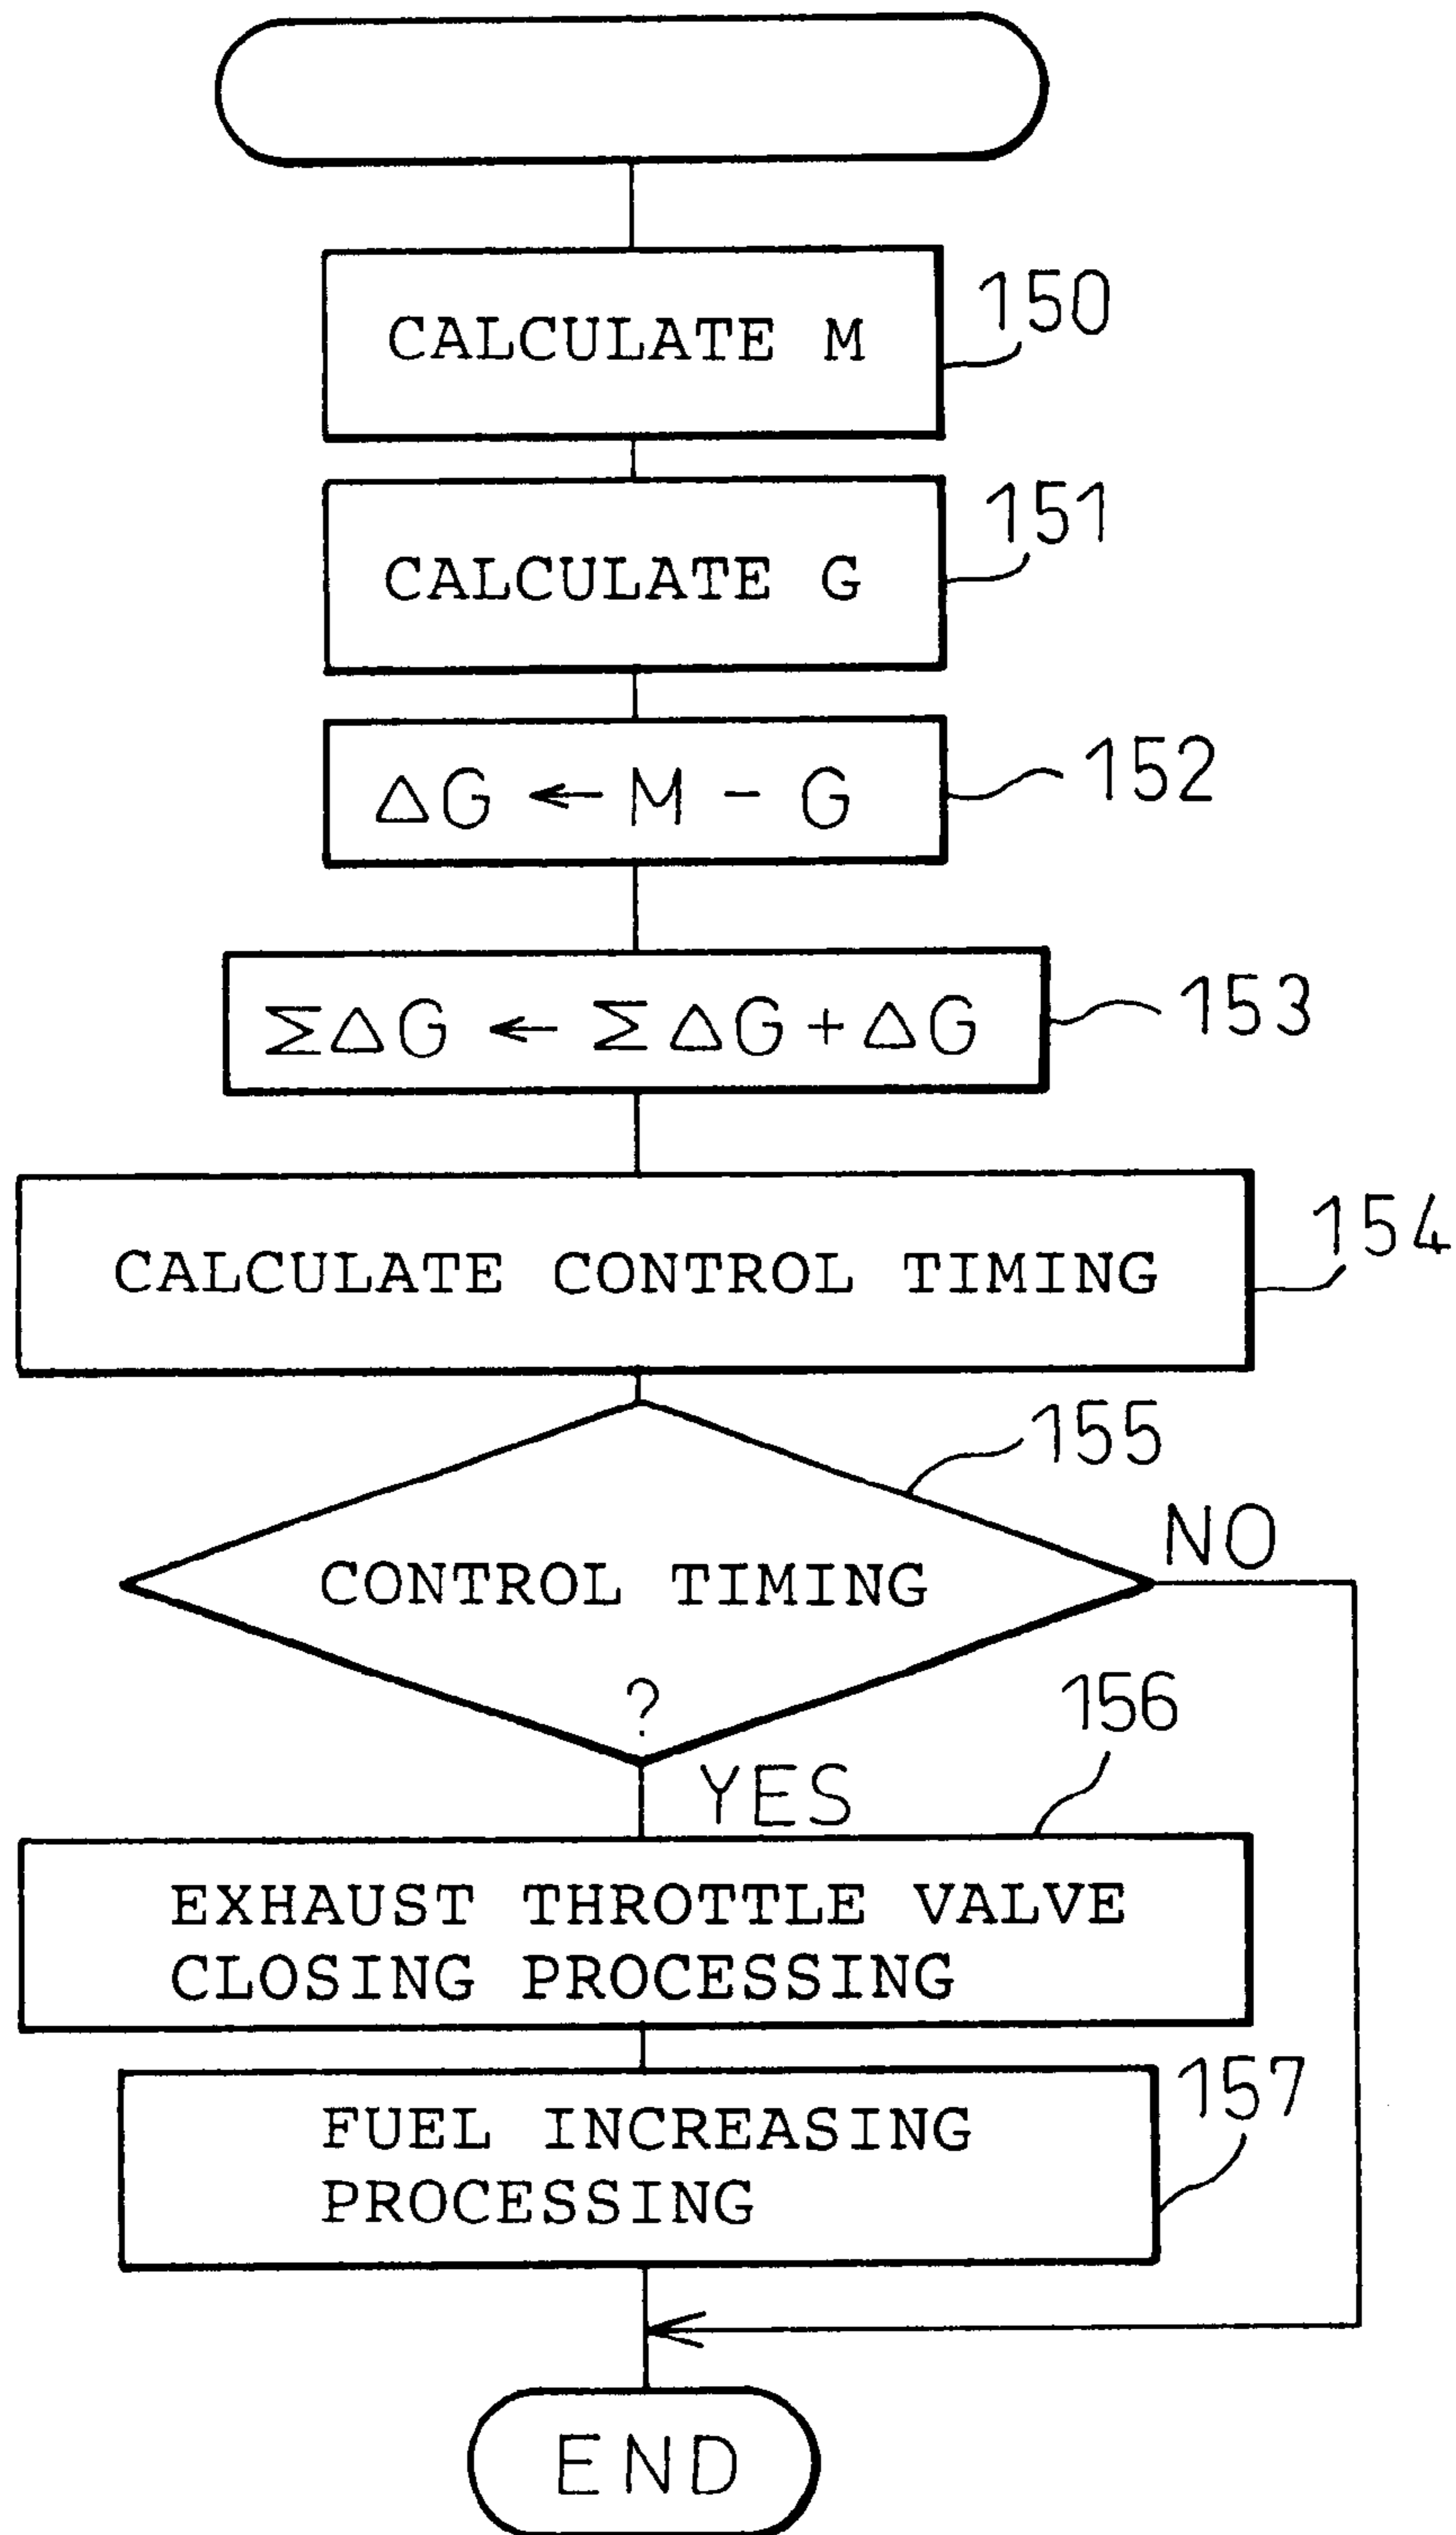 CALCULATE M
150
CALCULATE G
151
ΔG ← M - G
152
ΣΔG ← ΣΔG + ΔG
153
CALCULATE CONTROL TIMING
154
155
CONTROL TIMING
?
NO
YES
156
EXHAUST THROTTLE VALVE
CLOSING PROCESSING
157
FUEL INCREASING
PROCESSING
END